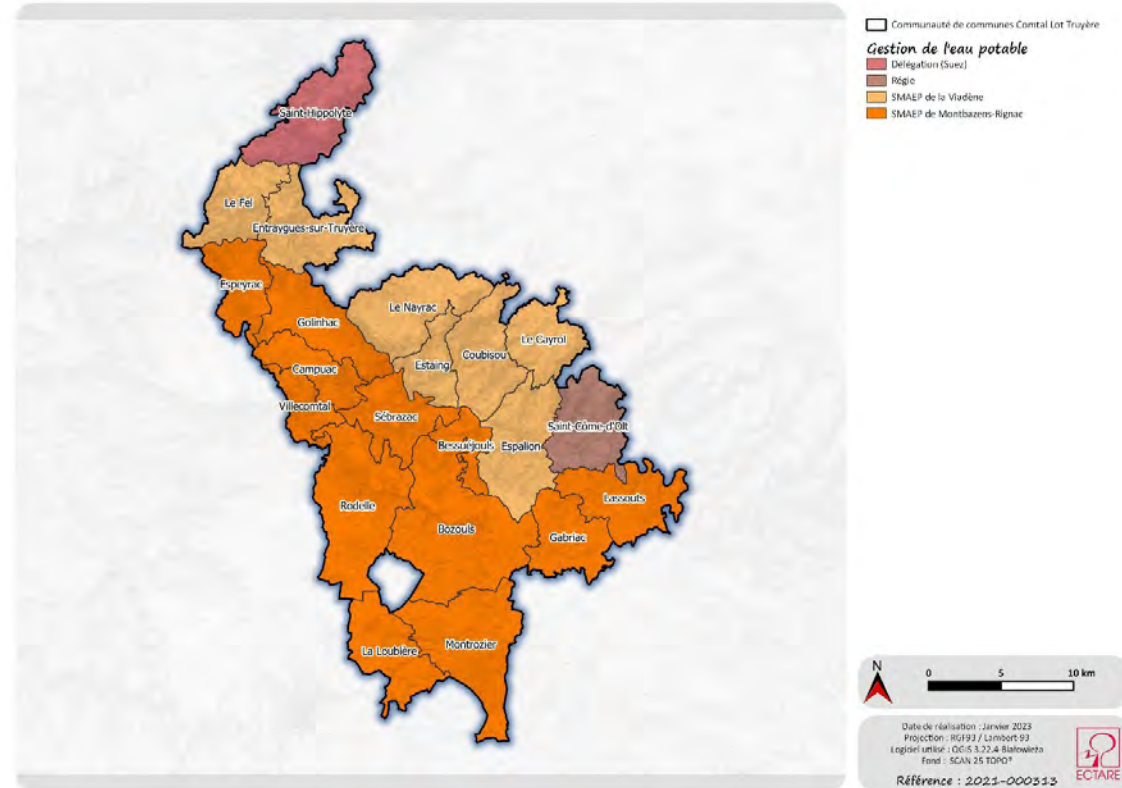 Communauté de communes Comtal Lot Truyère
Gestion de l'eau potable
Délégation (Suez)
Régie
SMAEP de la Viadène
SMAEP de Montbazens-Rignac
Saint-Hippolyte
Le Fel
Entraygues-sur-Truyère
Espeyrac
Golinhac
Le Nayrac
Le Cayrol
Coubisou
Estaing
Campuac
Villecomtal
Sébrazac
Saint-Côme-d'Olt
Bessuéjouls
Espalion
Lassouts
Rodelle
Bozouls
Gabriac
La Loubière
Montrozier
N
0 5 10 km
Date de réalisation : Janvier 2023
Projection : RGF93 / Lambert 93
Logiciel utilisé : QGIS 3.22.4-Białowieża
Fond : SCAN 25 TOPO®
Référence : 2021-000313
ECTARE